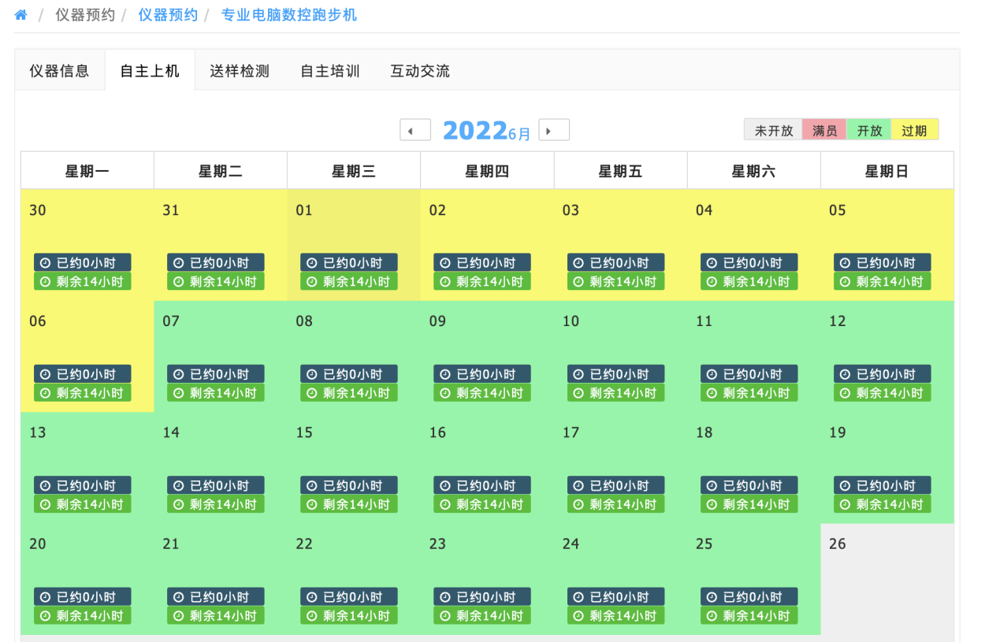 / 仪器预约 / 仪器预约 / 专业电脑数控跑步机
仪器信息 自主上机 送样检测 自主培训 互动交流
2022 6月 未开放 满员 开放 过期
星期一 星期二 星期三 星期四 星期五 星期六 星期日
30 31 01 02 03 04 05
已约0小时 已约0小时 已约0小时 已约0小时 已约0小时 已约0小时 已约0小时
剩余14小时 剩余14小时 剩余14小时 剩余14小时 剩余14小时 剩余14小时 剩余14小时
06 07 08 09 10 11 12
已约0小时 已约0小时 已约0小时 已约0小时 已约0小时 已约0小时 已约0小时
剩余14小时 剩余14小时 剩余14小时 剩余14小时 剩余14小时 剩余14小时 剩余14小时
13 14 15 16 17 18 19
已约0小时 已约0小时 已约0小时 已约0小时 已约0小时 已约0小时 已约0小时
剩余14小时 剩余14小时 剩余14小时 剩余14小时 剩余14小时 剩余14小时 剩余14小时
20 21 22 23 24 25 26
已约0小时 已约0小时 已约0小时 已约0小时 已约0小时 已约0小时
剩余14小时 剩余14小时 剩余14小时 剩余14小时 剩余14小时 剩余14小时